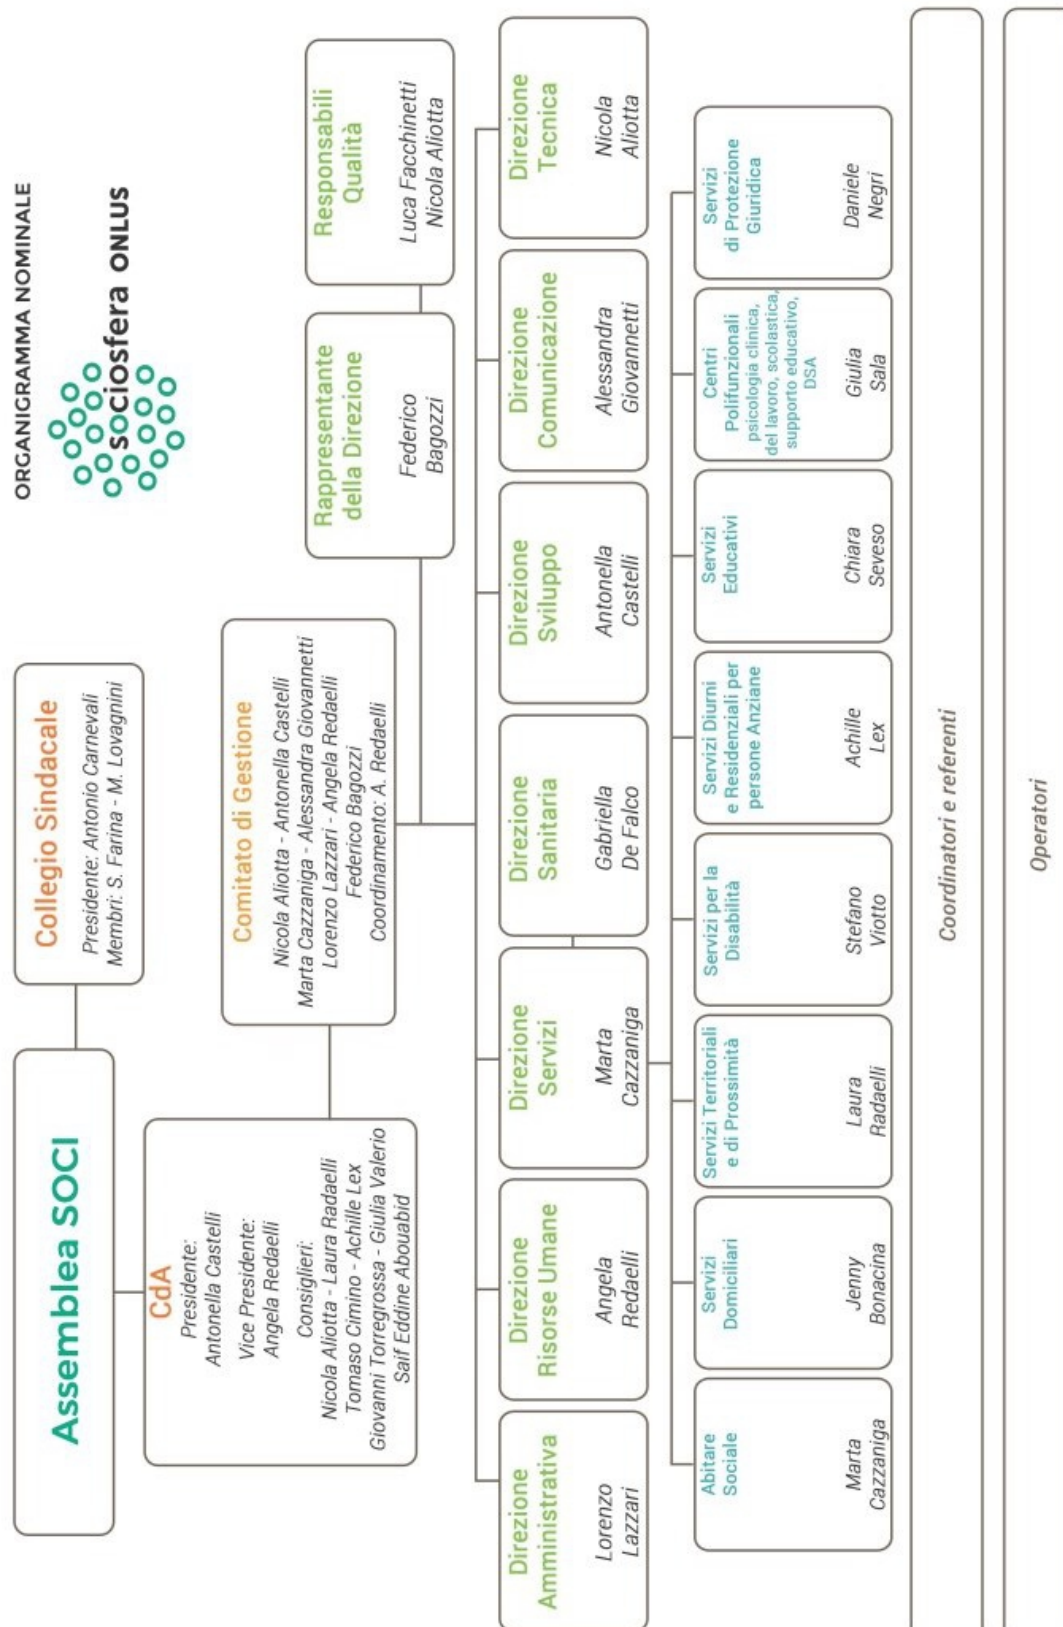 ORGANIGRAMMA NOMINALE
sociosfera ONLUS
Assemblea SOCI
Collegio Sindacale
Presidente: Antonio Carnevali
Membri: S. Farina - M. Lovagnini
CdA
Presidente:
Antonella Castelli
Vice Presidente:
Angela Redaelli
Consiglieri:
Nicola Aliotta - Laura Radaelli
Tomaso Cimino - Achille Lex
Giovanni Torregrossa - Giulia Valerio
Saif Eddine Abouabid
Comitato di Gestione
Nicola Aliotta - Antonella Castelli
Marta Cazzaniga - Alessandra Giovannetti
Lorenzo Lazzari - Angela Redaelli
Federico Bagozzi
Coordinamento: A. Redaelli
Rappresentante
della Direzione
Federico
Bagozzi
Responsabili
Qualità
Luca Facchinetti
Nicola Aliotta
Direzione
Amministrativa
Lorenzo
Lazzari
Direzione
Risorse Umane
Angela
Redaelli
Direzione
Servizi
Marta
Cazzaniga
Direzione
Sanitaria
Gabriella
De Falco
Direzione
Sviluppo
Antonella
Castelli
Direzione
Comunicazione
Alessandra
Giovannetti
Direzione
Tecnica
Nicola
Aliotta
Abitare
Sociale
Marta
Cazzaniga
Servizi
Domiciliari
Jenny
Bonacina
Servizi Territoriali
e di Prossimità
Laura
Radaelli
Servizi per la
Disabilità
Stefano
Viotto
Servizi Diurni
e Residenziali per
persone Anziane
Achille
Lex
Servizi
Educativi
Chiara
Seveso
Centri
Polifunzionali
psicologia clinica,
del lavoro, scolastica,
supporto educativo,
DSA
Giulia
Sala
Servizi
di Protezione
Giuridica
Daniele
Negri
Coordinatori e referenti
Operatori